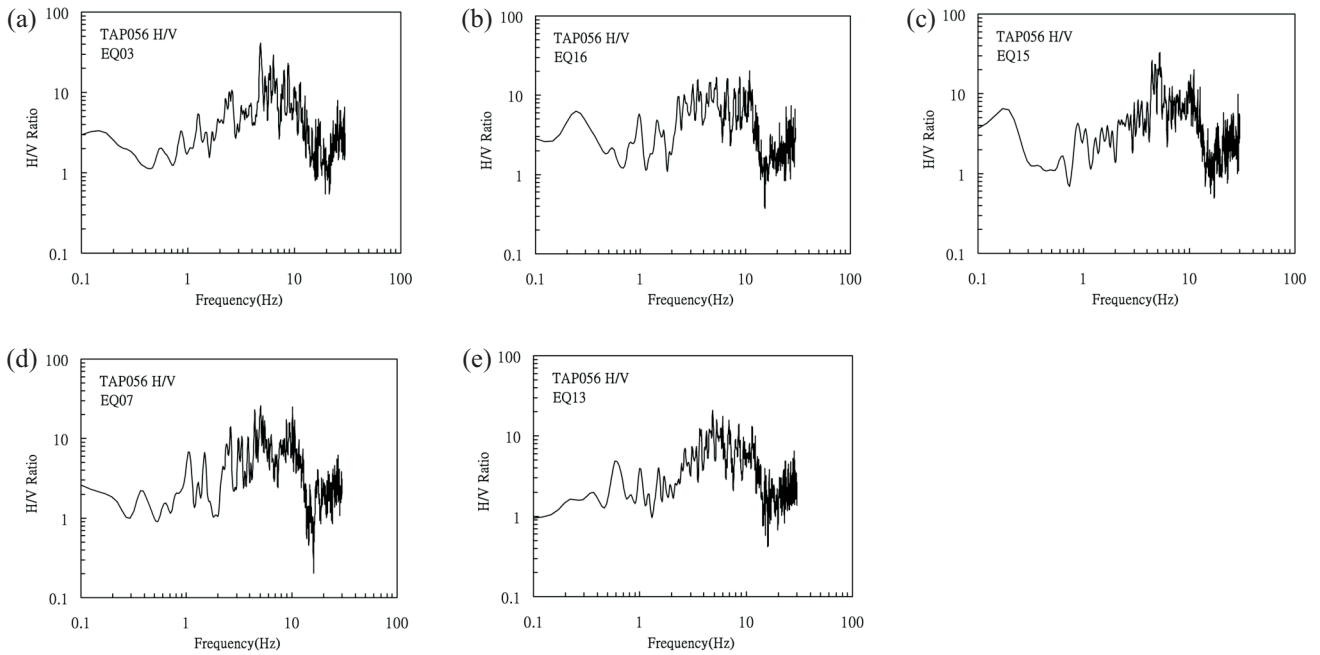 (a)
100
10
1
0.1
H/V Ratio
TAP056 H/V
EQ03
0.1 1 10 100
Frequency(Hz)
(b)
100
10
1
0.1
H/V Ratio
TAP056 H/V
EQ16
0.1 1 10 100
Frequency(Hz)
(c)
100
10
1
0.1
H/V Ratio
TAP056 H/V
EQ15
0.1 1 10 100
Frequency(Hz)
(d)
100
10
1
0.1
H/V Ratio
TAP056 H/V
EQ07
0.1 1 10 100
Frequency(Hz)
(e)
100
10
1
0.1
H/V Ratio
TAP056 H/V
EQ13
0.1 1 10 100
Frequency(Hz)